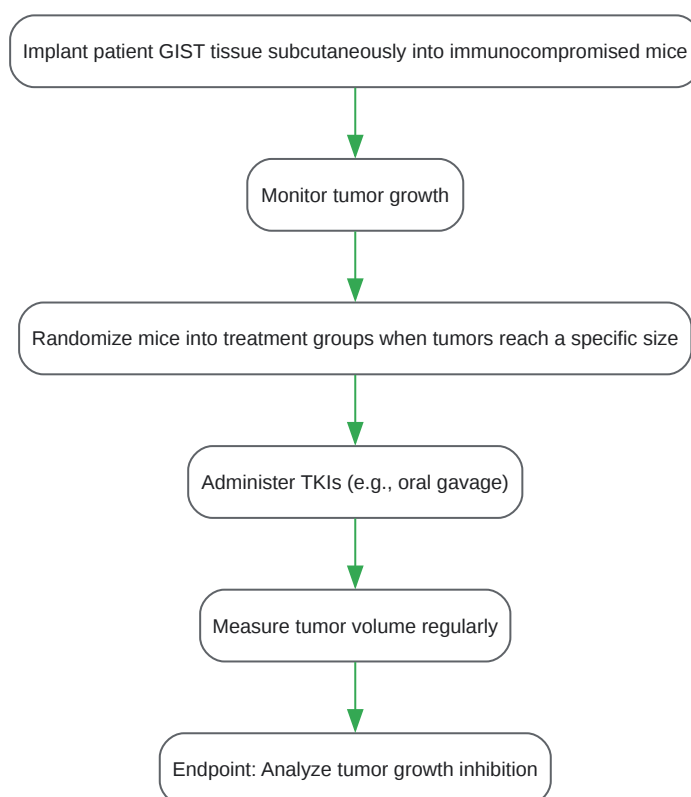 Implant patient GIST tissue subcutaneously into immunocompromised mice
Monitor tumor growth
Randomize mice into treatment groups when tumors reach a specific size
Administer TKIs (e.g., oral gavage)
Measure tumor volume regularly
Endpoint: Analyze tumor growth inhibition